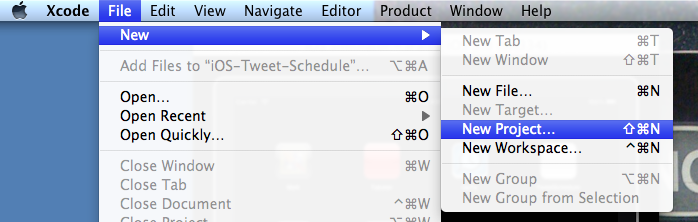 Xcode File Edit View Navigate Editor Product Window Help
New
Add Files to “iOS-Tweet-Schedule”... ⌥⌘A
Open... ⌘O
Open Recent
Open Quickly... ⇧⌘O
Close Window ⌘W
Close Tab
Close Document ^⌘W
Close Project
New Tab ⌘T
New Window ⇧⌘T
New File... ⌘N
New Target...
New Project... ⇧⌘N
New Workspace... ^⌘N
New Group ⌥⌘N
New Group from Selection